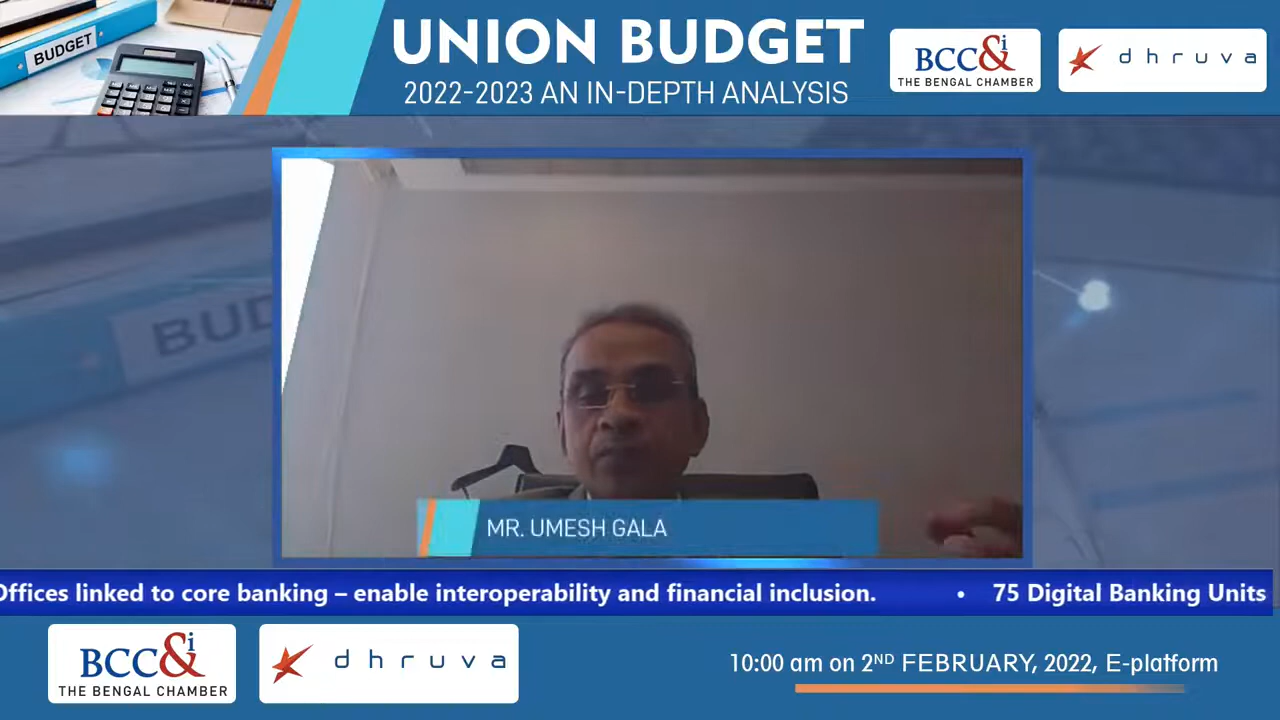 BUDGET
UNION BUDGET
2022-2023 AN IN-DEPTH ANALYSIS
BCC&i
THE BENGAL CHAMBER
dhruva
BUD
MR. UMESH GALA
Offices linked to core banking – enable interoperability and financial inclusion. • 75 Digital Banking Units
BCC&i
THE BENGAL CHAMBER
dhruva
10:00 am on 2ND FEBRUARY, 2022, E-platform